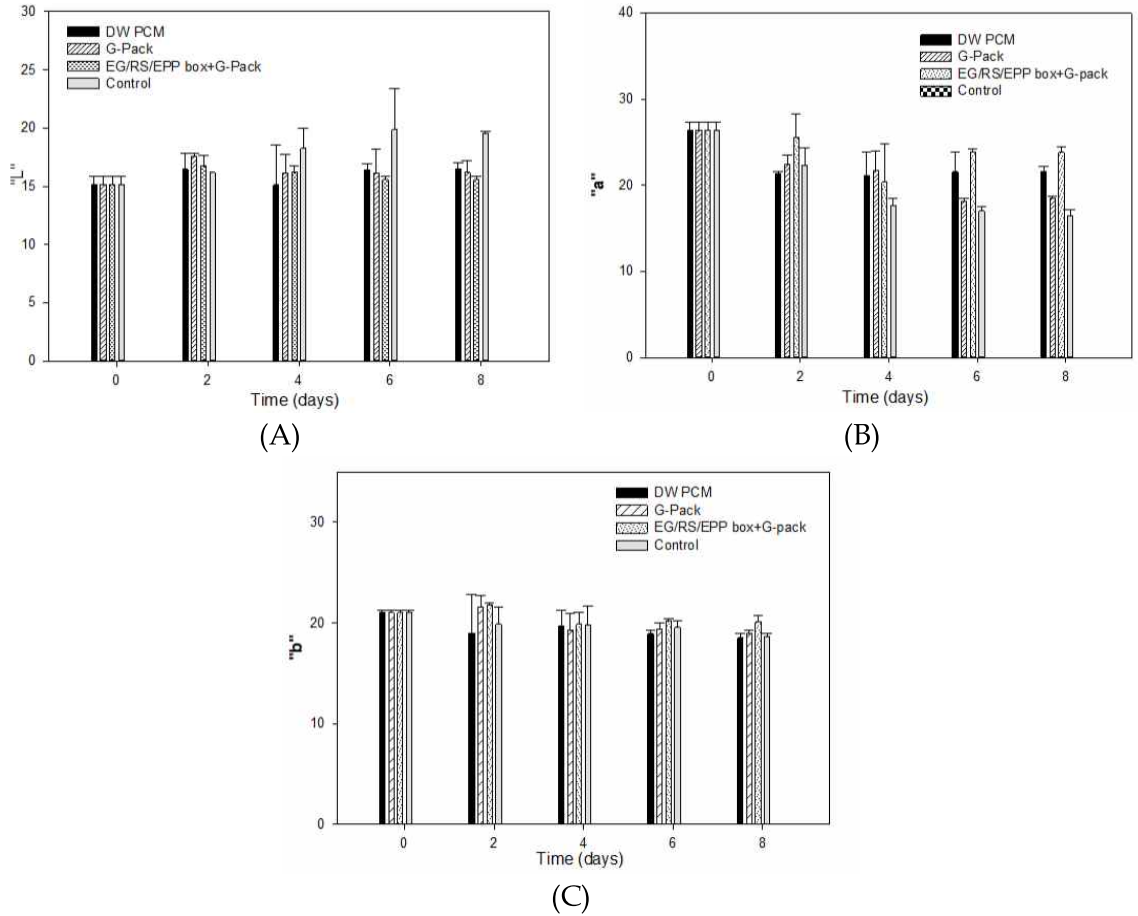 30
25
20
15
10
5
0
"L"
DW PCM
G-Pack
EG/RS/EPP box+G-Pack
Control
0 2 4 6 8
Time (days)
(A)
40
30
20
10
0
"a"
DW PCM
G-Pack
EG/RS/EPP box+G-pack
Control
0 2 4 6 8
Time (days)
(B)
30
20
10
0
"b"
DW PCM
G-Pack
EG/RS/EPP box+G-pack
Control
0 2 4 6 8
Time (days)
(C)